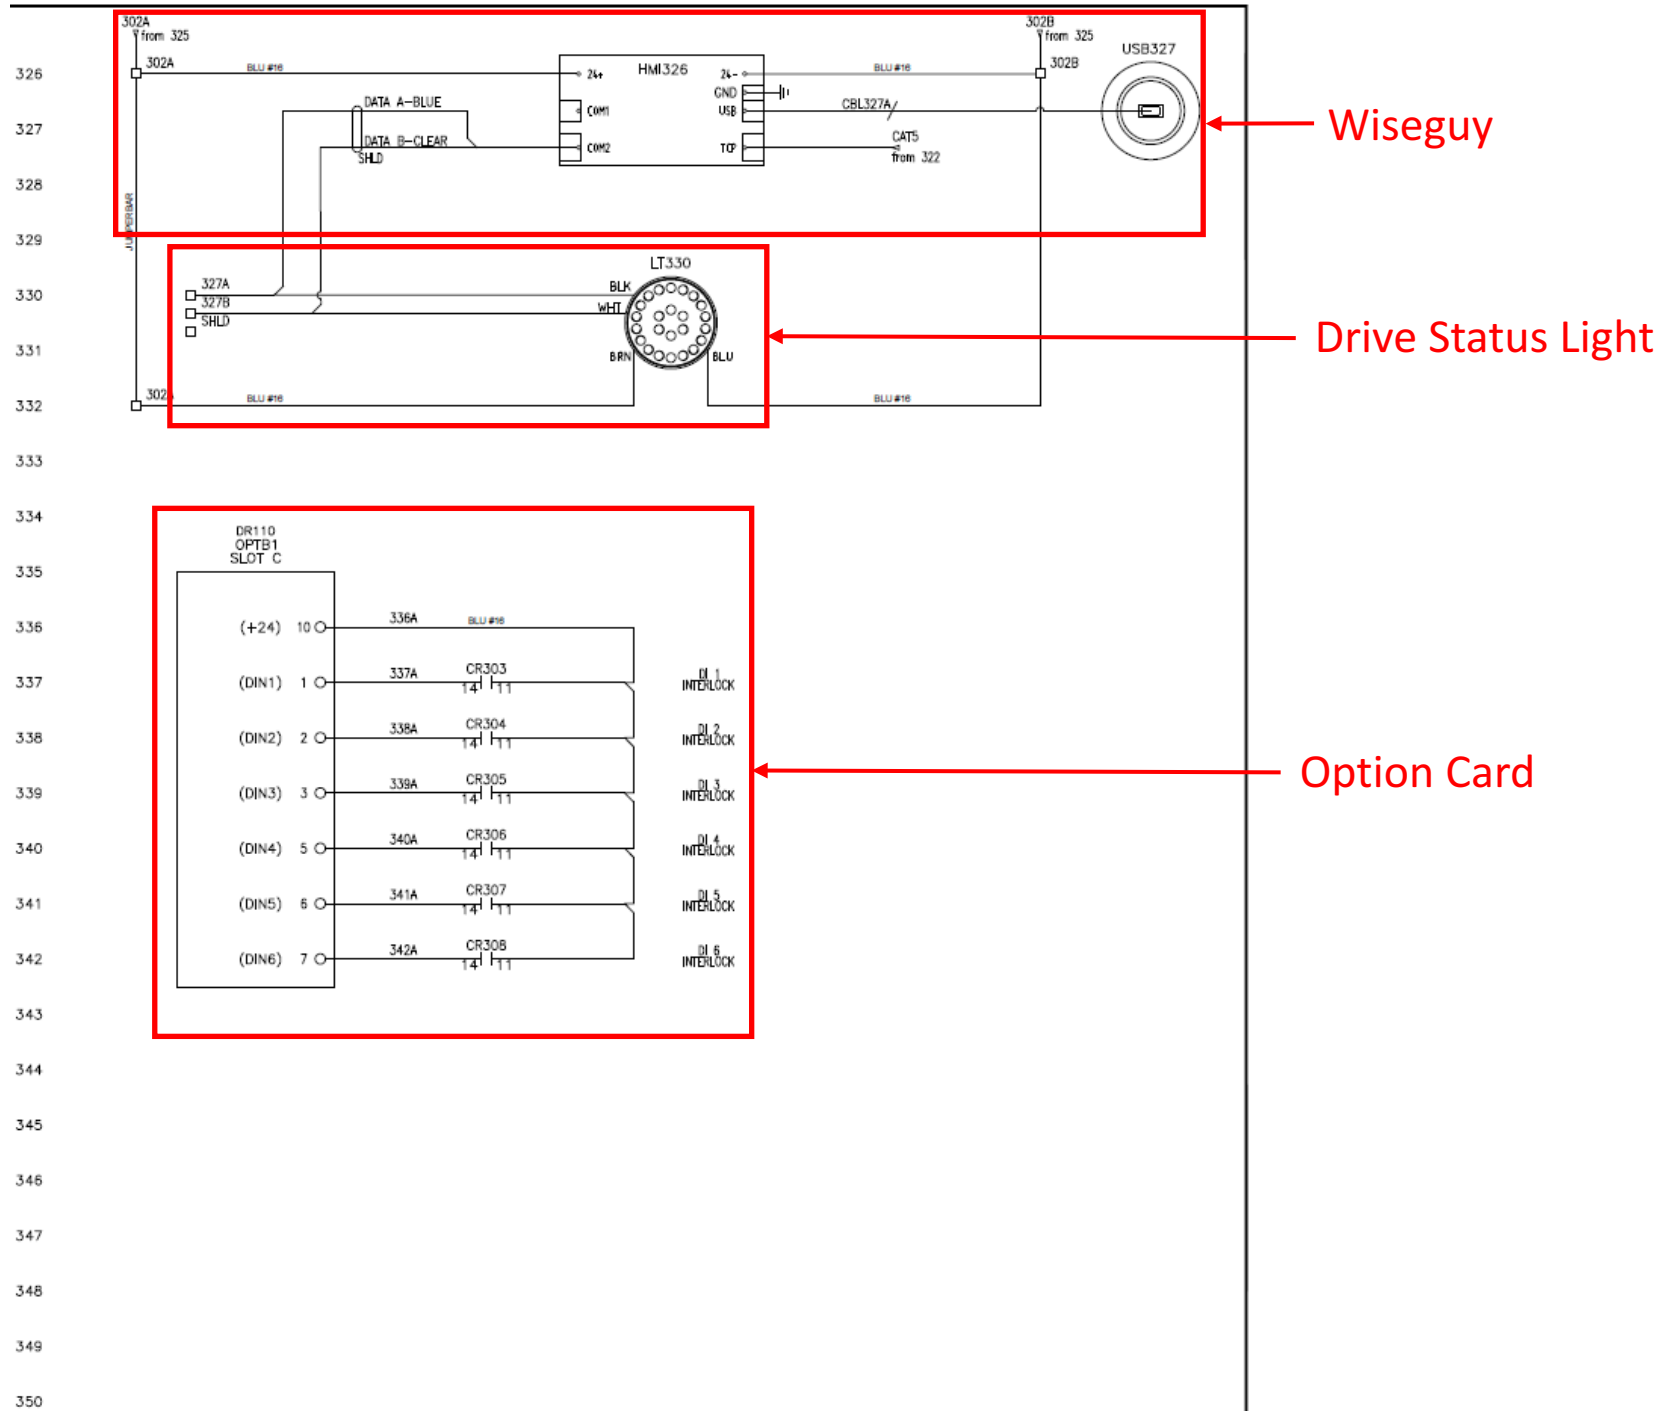 302A
from 325
302B
from 325
USB327
326
302A
BLU #16
24+
HMI326
24-
BLU #16
302B
GND
DATA A-BLUE
COM1
USB
CBL327A
Wiseguy
327
DATA B-CLEAR
SHLD
COM2
TCP
CAT5
from 322
328
JUMPERBAR
329
LT330
327A
BLK
330
327B
WHT
SHLD
Drive Status Light
331
BRN
BLU
302A
332
BLU #16
BLU #16
333
334
DR110
OPTB1
SLOT C
335
336
(+24) 10
336A
BLU #16
337
(DIN1) 1
337A
CR303
14 11
DI 1
INTERLOCK
338
(DIN2) 2
338A
CR304
14 11
DI 2
INTERLOCK
Option Card
339
(DIN3) 3
339A
CR305
14 11
DI 3
INTERLOCK
340
(DIN4) 5
340A
CR306
14 11
DI 4
INTERLOCK
341
(DIN5) 6
341A
CR307
14 11
DI 5
INTERLOCK
342
(DIN6) 7
342A
CR308
14 11
DI 6
INTERLOCK
343
344
345
346
347
348
349
350